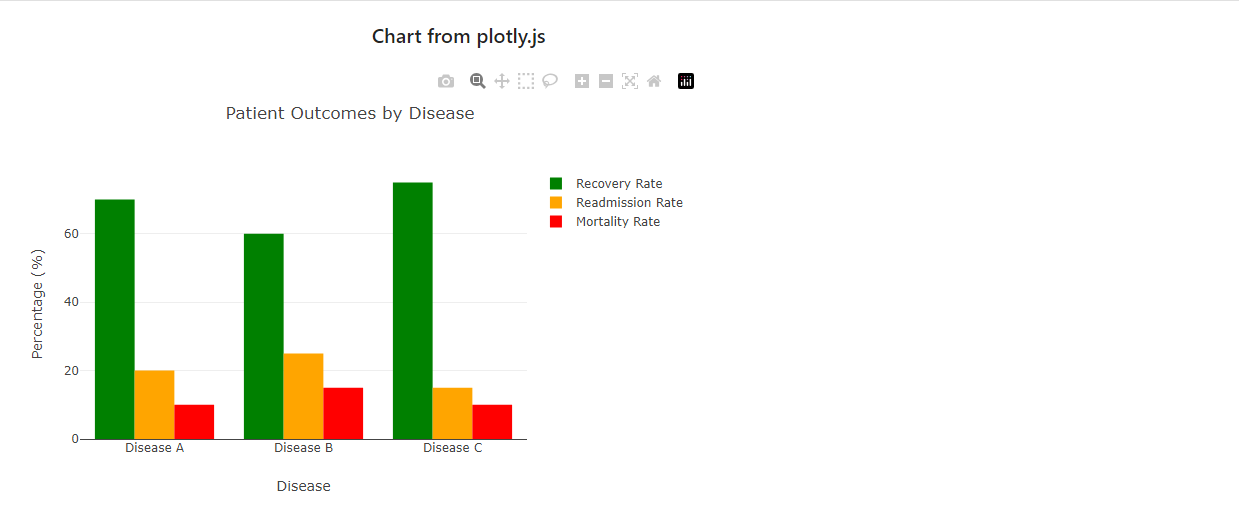 Chart from plotly.js
Patient Outcomes by Disease
Recovery Rate
Readmission Rate
Mortality Rate
Percentage (%)
60
40
20
0
Disease A Disease B Disease C
Disease